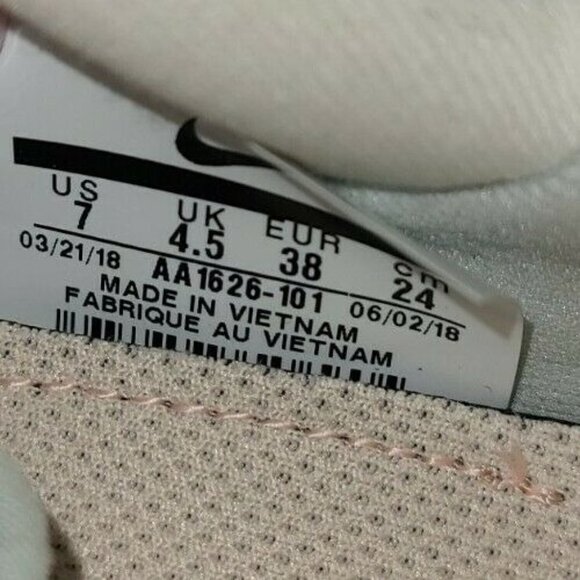 US UK EUR cm
7 4.5 38 24
03/21/18 AA1626-101 06/02/18
MADE IN VIETNAM
FABRIQUE AU VIETNAM